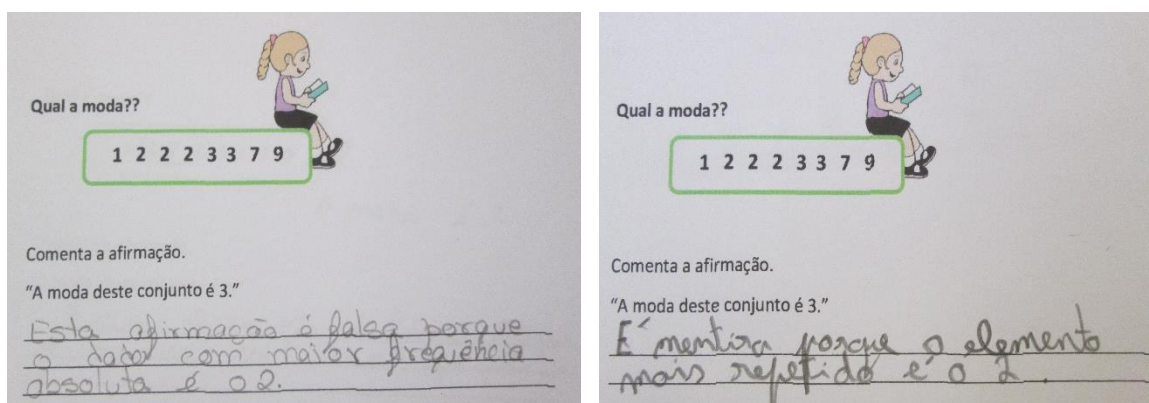 Qual a moda??
1 2 2 2 3 3 7 9
Comenta a afirmação.
"A moda deste conjunto é 3."
Esta afirmação é falsa porque
o dado com maior freqüência
absoluta é o 2.
Qual a moda??
1 2 2 2 3 3 7 9
Comenta a afirmação.
"A moda deste conjunto é 3."
É mentira porque o elemento
mais repetido é o 2.